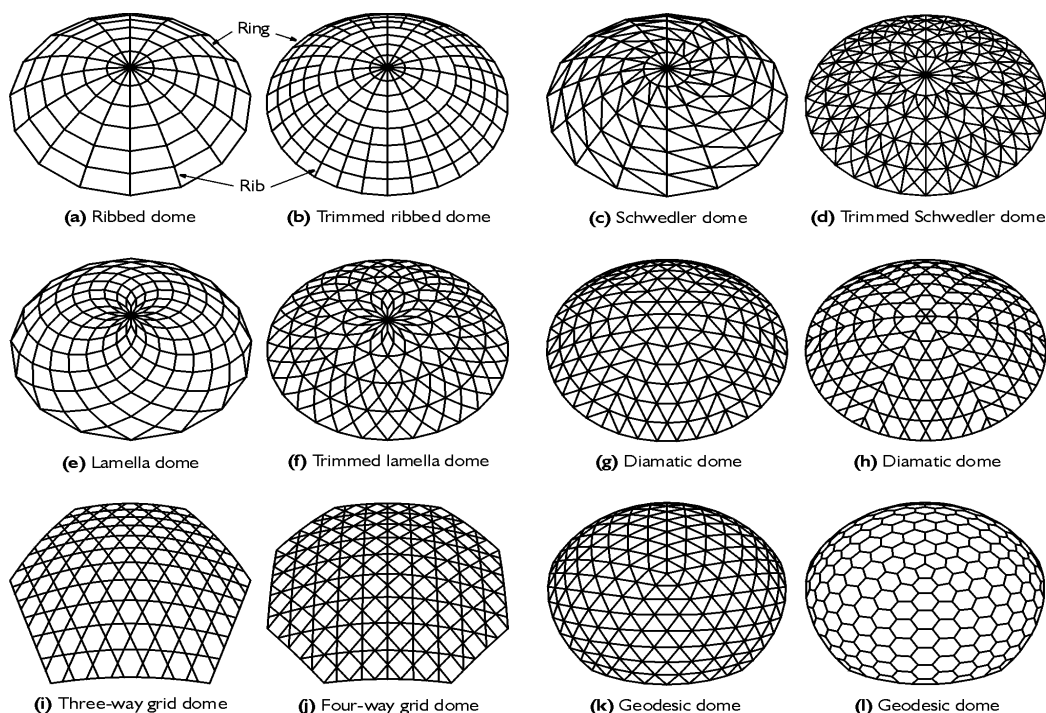 Ring
Rib
(a) Ribbed dome
(b) Trimmed ribbed dome
(c) Schwedler dome
(d) Trimmed Schwedler dome
(e) Lamella dome
(f) Trimmed lamella dome
(g) Diamatic dome
(h) Diamatic dome
(i) Three-way grid dome
(j) Four-way grid dome
(k) Geodesic dome
(l) Geodesic dome